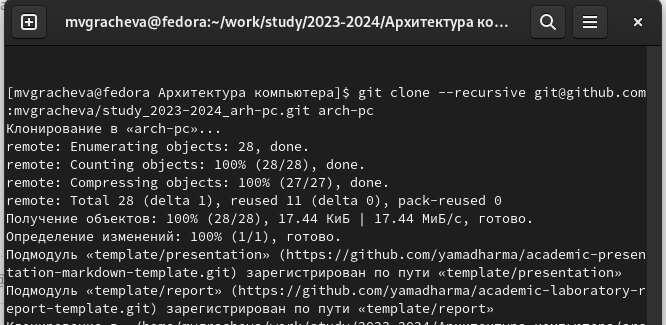 mvgracheva@fedora:~/work/study/2023-2024/Архитектура ко...
[mvgracheva@fedora Архитектура компьютера]$ git clone --recursive git@github.com
:mvgracheva/study_2023-2024_arh-pc.git arch-pc
Клонирование в «arch-pc»...
remote: Enumerating objects: 28, done.
remote: Counting objects: 100% (28/28), done.
remote: Compressing objects: 100% (27/27), done.
remote: Total 28 (delta 1), reused 11 (delta 0), pack-reused 0
Получение объектов: 100% (28/28), 17.44 КиБ | 17.44 МиБ/с, готово.
Определение изменений: 100% (1/1), готово.
Подмодуль «template/presentation» (https://github.com/yamadharma/academic-presen
tation-markdown-template.git) зарегистрирован по пути «template/presentation»
Подмодуль «template/report» (https://github.com/yamadharma/academic-laboratory-r
eport-template.git) зарегистрирован по пути «template/report»